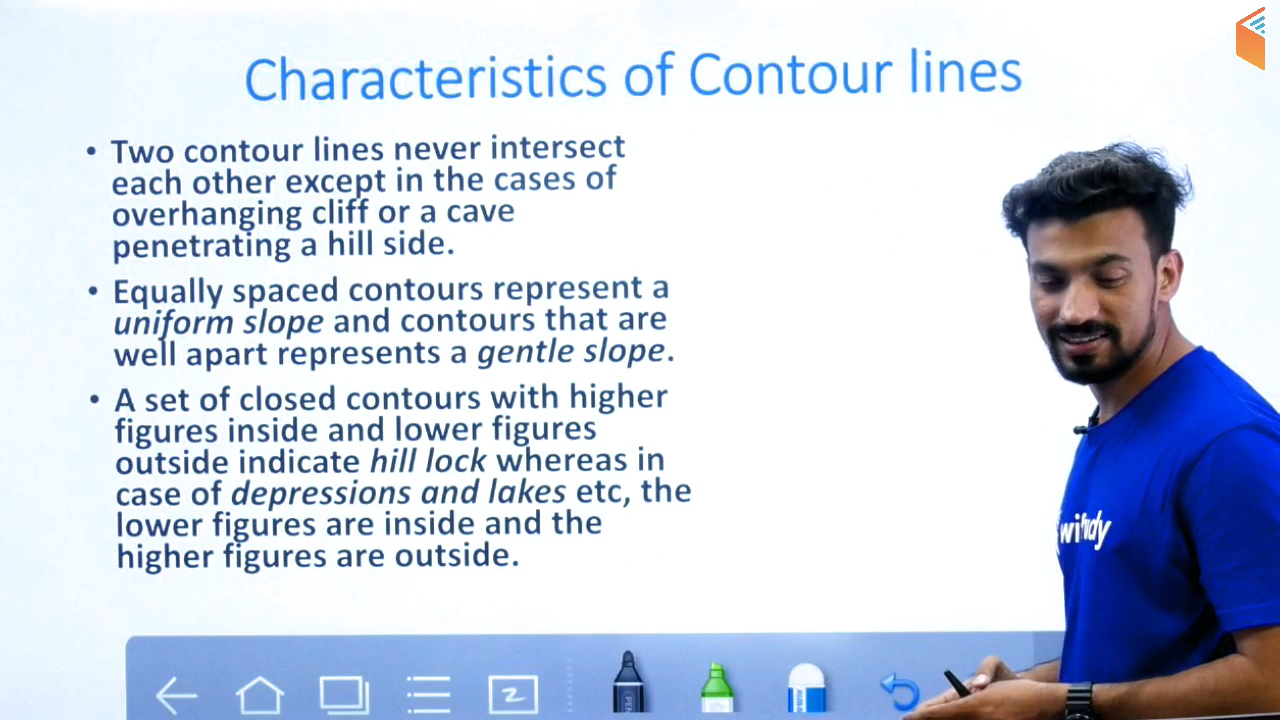 Characteristics of Contour lines
• Two contour lines never intersect
each other except in the cases of
overhanging cliff or a cave
penetrating a hill side.
• Equally spaced contours represent a
uniform slope and contours that are
well apart represents a gentle slope.
• A set of closed contours with higher
figures inside and lower figures
outside indicate hill lock whereas in
case of depressions and lakes etc, the
lower figures are inside and the
higher figures are outside.